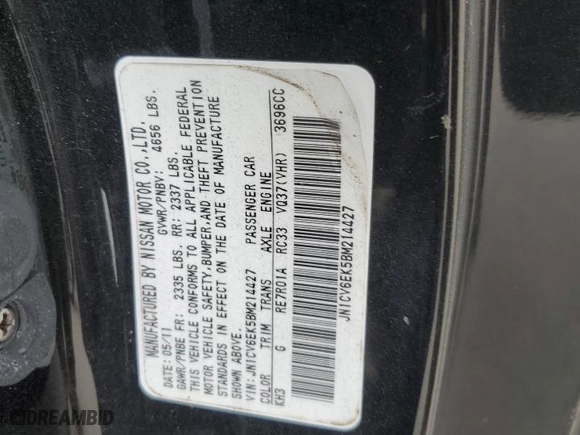 MANUFACTURED BY NISSAN MOTOR CO.,LTD.
DATE:05/11 GVWR/PNBV: 4656 LBS.
GAWR/PNBE FR: 2335 LBS. RR: 2337 LBS.
THIS VEHICLE CONFORMS TO ALL APPLICABLE FEDERAL
MOTOR VEHICLE SAFETY,BUMPER,AND THEFT PREVENTION
STANDARDS IN EFFECT ON THE DATE OF MANUFACTURE
SHOWN ABOVE.
VIN:JN1CV6EK5BM214427 PASSENGER CAR
COLOR TRIM TRANS AXLE ENGINE
KH3 G RE7R01A RC33 VQ37(VHR) 3696CC
JN1CV6EK5BM214427
©IDREAMBID